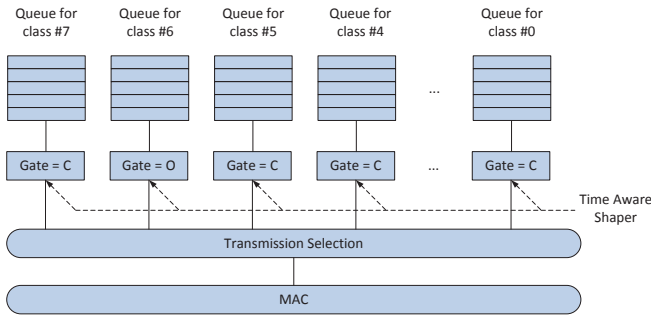 Queue for
class #7
Queue for
class #6
Queue for
class #5
Queue for
class #4
Queue for
class #0
...
Gate = C
Gate = O
Gate = C
Gate = C
...
Gate = C
Time Aware
Shaper
Transmission Selection
MAC